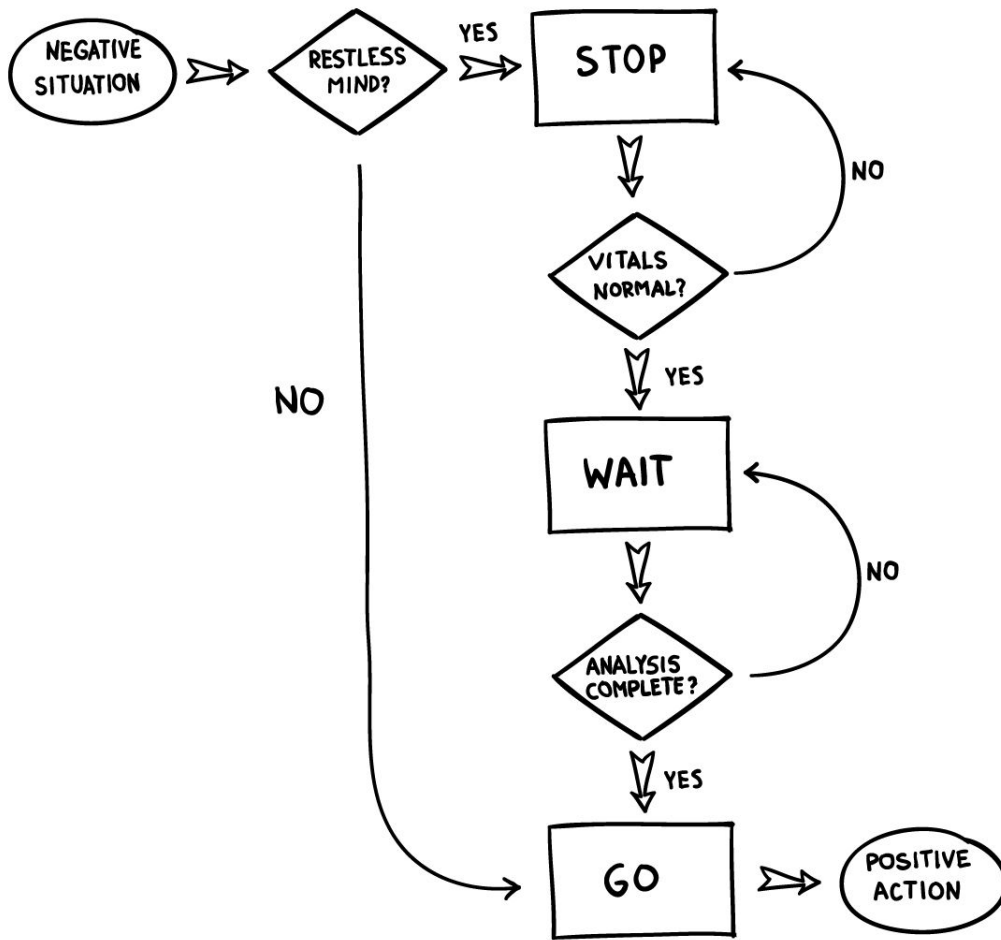 NEGATIVE
SITUATION
RESTLESS
MIND?
YES
STOP
NO
VITALS
NORMAL?
YES
NO
WAIT
NO
ANALYSIS
COMPLETE?
YES
GO
POSITIVE
ACTION